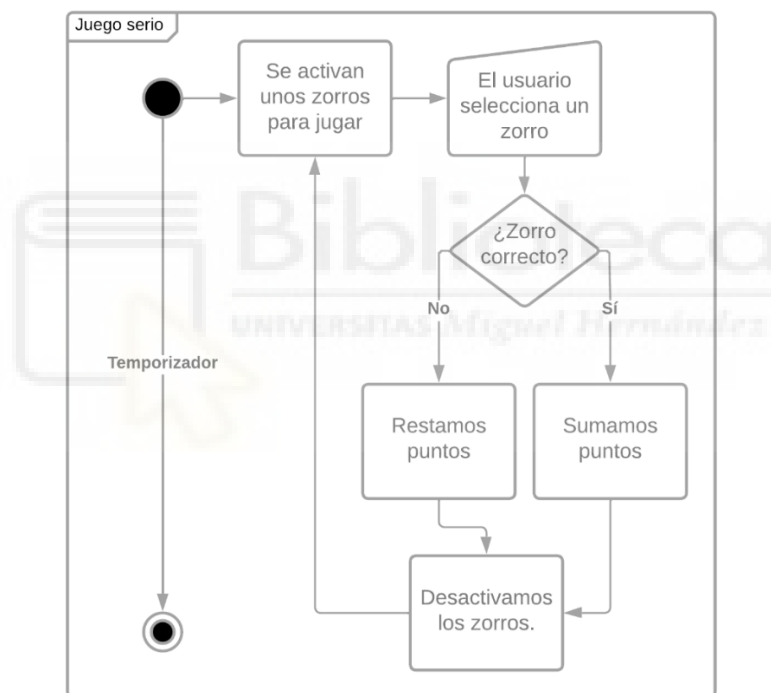 Juego serio
Se activan
unos zorros
para jugar
El usuario
selecciona un
zorro
¿Zorro
correcto?
No
Sí
Temporizador
Restamos
puntos
Sumamos
puntos
Desactivamos
los zorros.
Biblioteca
UNIVERSITAS Miguel Hernández